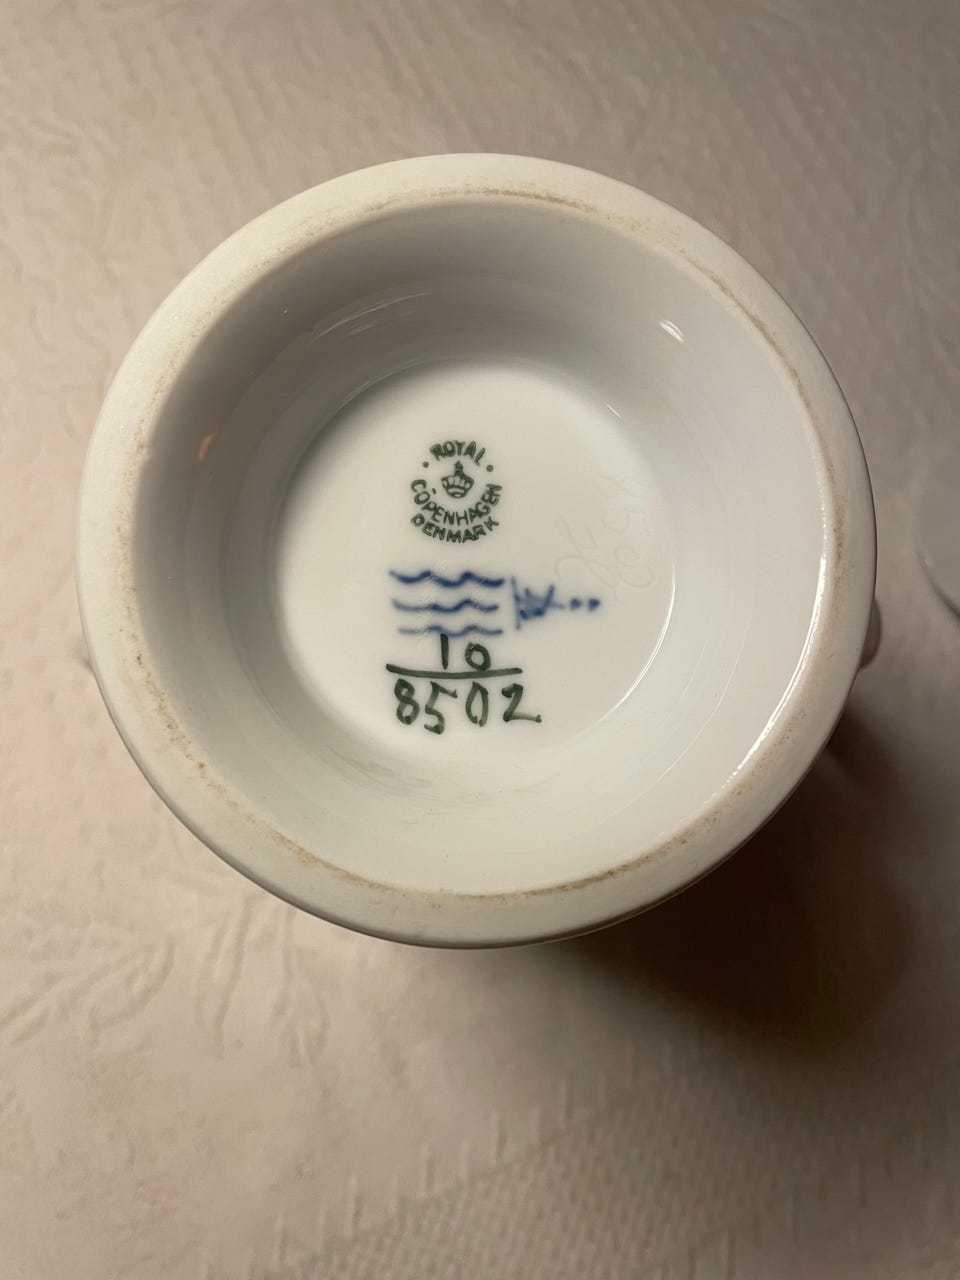 ROYAL
COPENHAGEN
DENMARK
10
8502